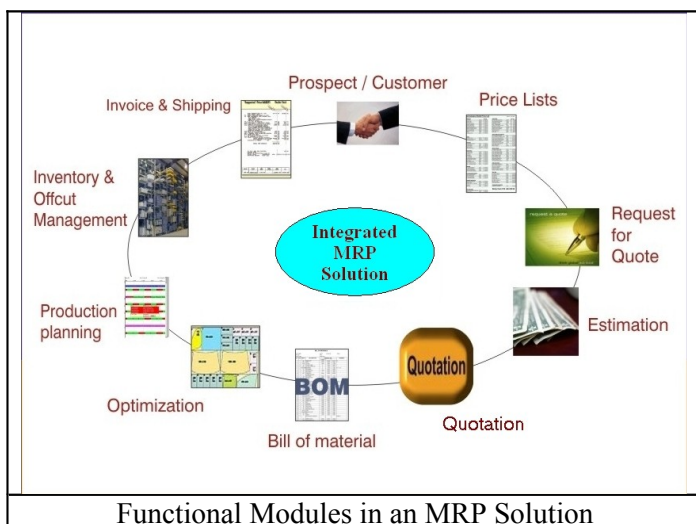 Prospect / Customer
Invoice & Shipping
Price Lists
Inventory &
Offcut
Management
Integrated
MRP
Solution
Request
for
Quote
Production
planning
Estimation
Optimization
BOM
Bill of material
Quotation
Quotation
Functional Modules in an MRP Solution